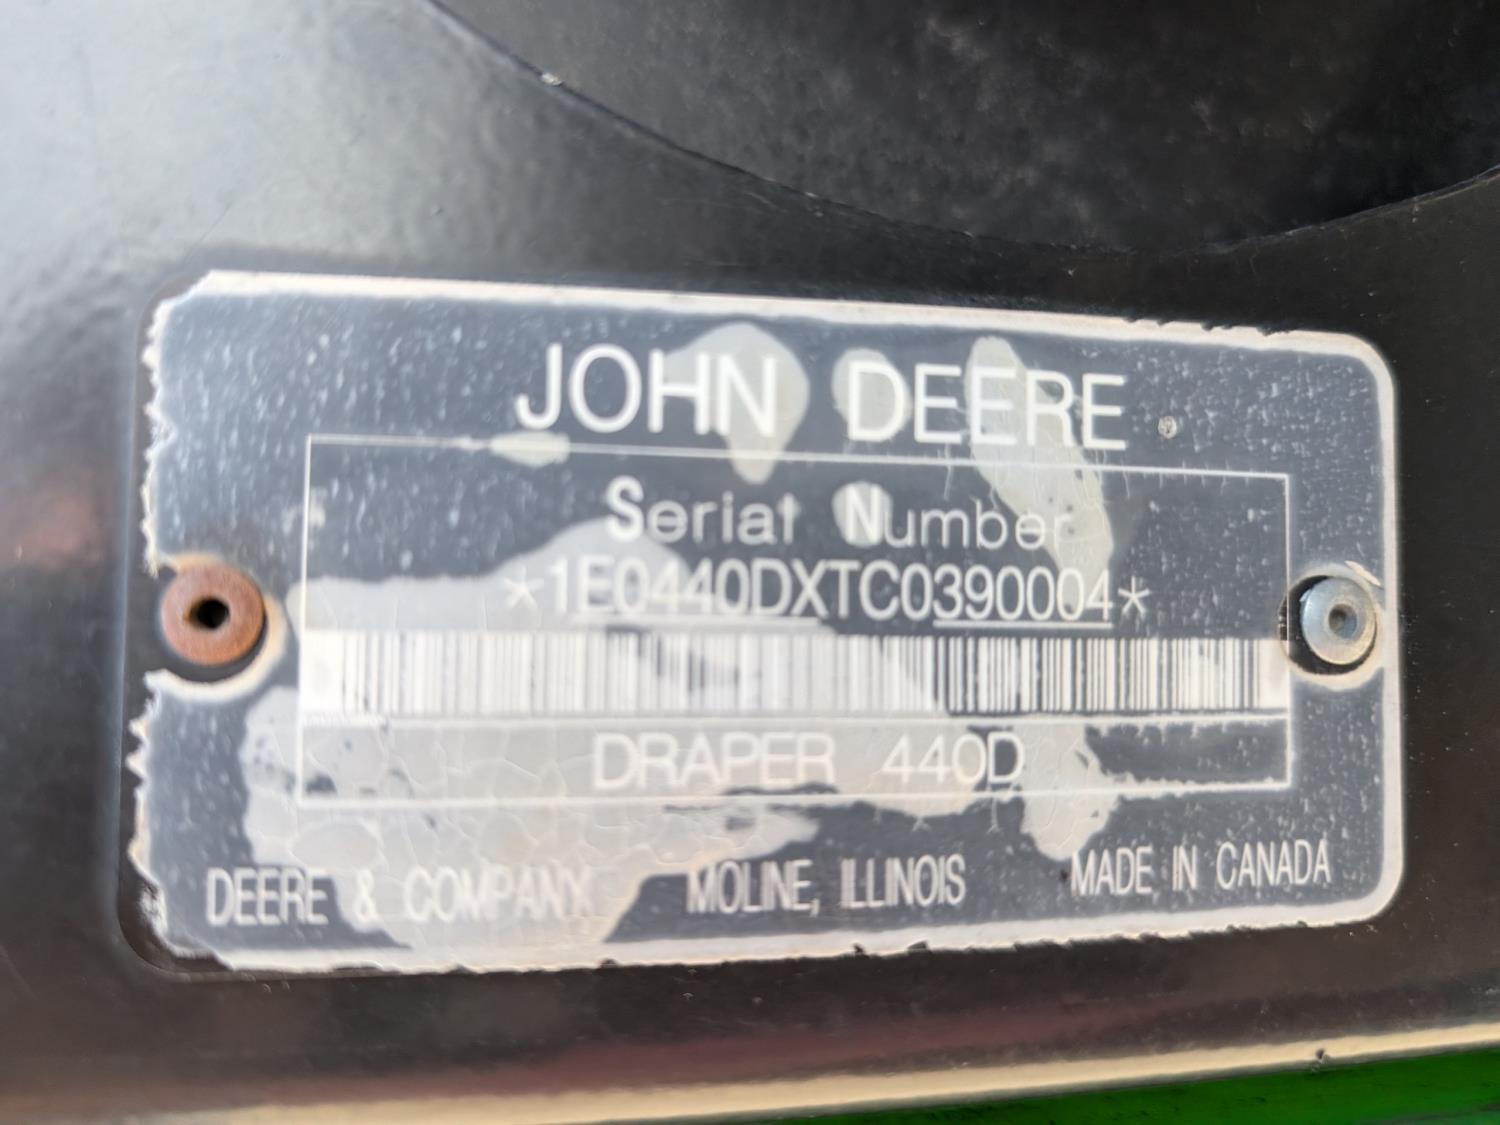 JOHN DEERE
Serial Number
*1E0440DXTC0390004*
DRAPER 440D
DEERE & COMPANY MOLINE, ILLINOIS MADE IN CANADA